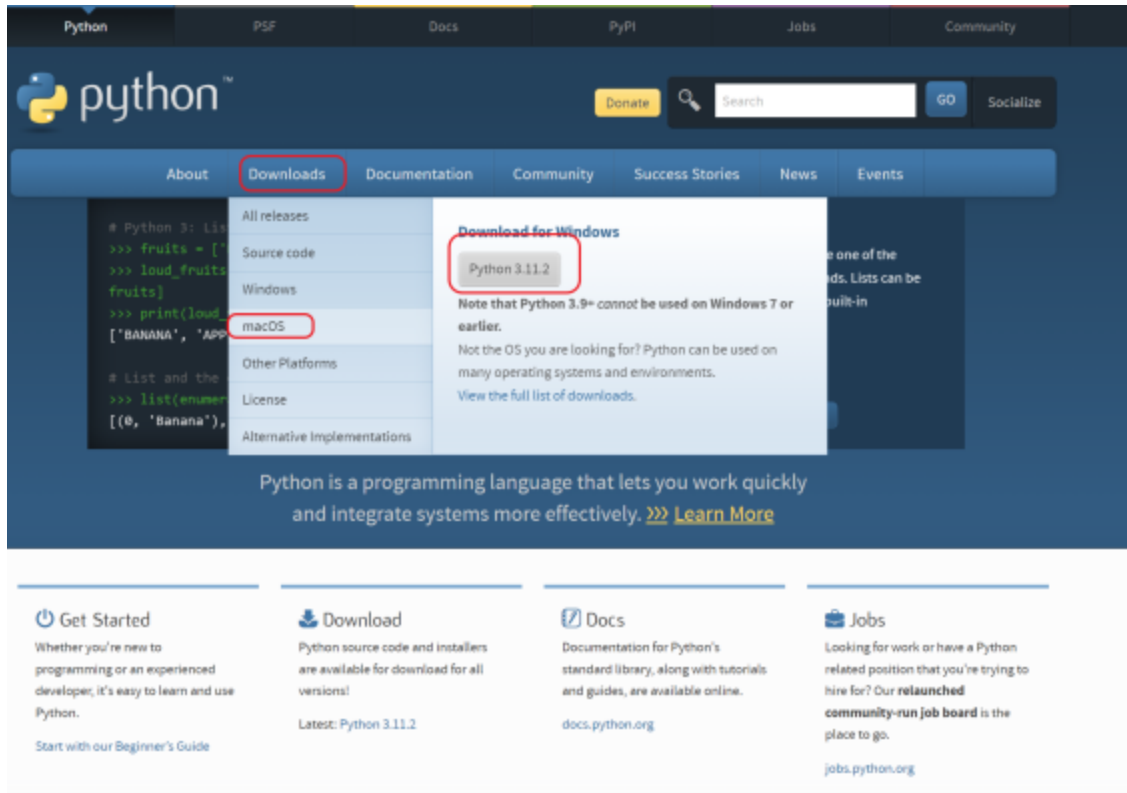 Python PSF Docs PyPI Jobs Community
python™
Donate Search GO Socialize
About Downloads Documentation Community Success Stories News Events
# Python 3: Lis
>>> fruits = ['
>>> loud_fruits
fruits]
>>> print(loud_
['BANANA', 'APP
# List and the
>>> list(enumer
[(0, 'Banana'),
All releases
Source code
Windows
macOS
Other Platforms
License
Alternative Implementations
Download for Windows
Python 3.11.2
Note that Python 3.9+ cannot be used on Windows 7 or
earlier.
Not the OS you are looking for? Python can be used on
many operating systems and environments.
View the full list of downloads.
e one of the
ds. Lists can be
built-in
Python is a programming language that lets you work quickly
and integrate systems more effectively. >>> Learn More
Get Started
Whether you're new to
programming or an experienced
developer, it's easy to learn and use
Python.
Start with our Beginner's Guide
Download
Python source code and installers
are available for download for all
versions!
Latest: Python 3.11.2
Docs
Documentation for Python's
standard library, along with tutorials
and guides, are available online.
docs.python.org
Jobs
Looking for work or have a Python
related position that you're trying to
hire for? Our relaunched
community-run job board is the
place to go.
jobs.python.org